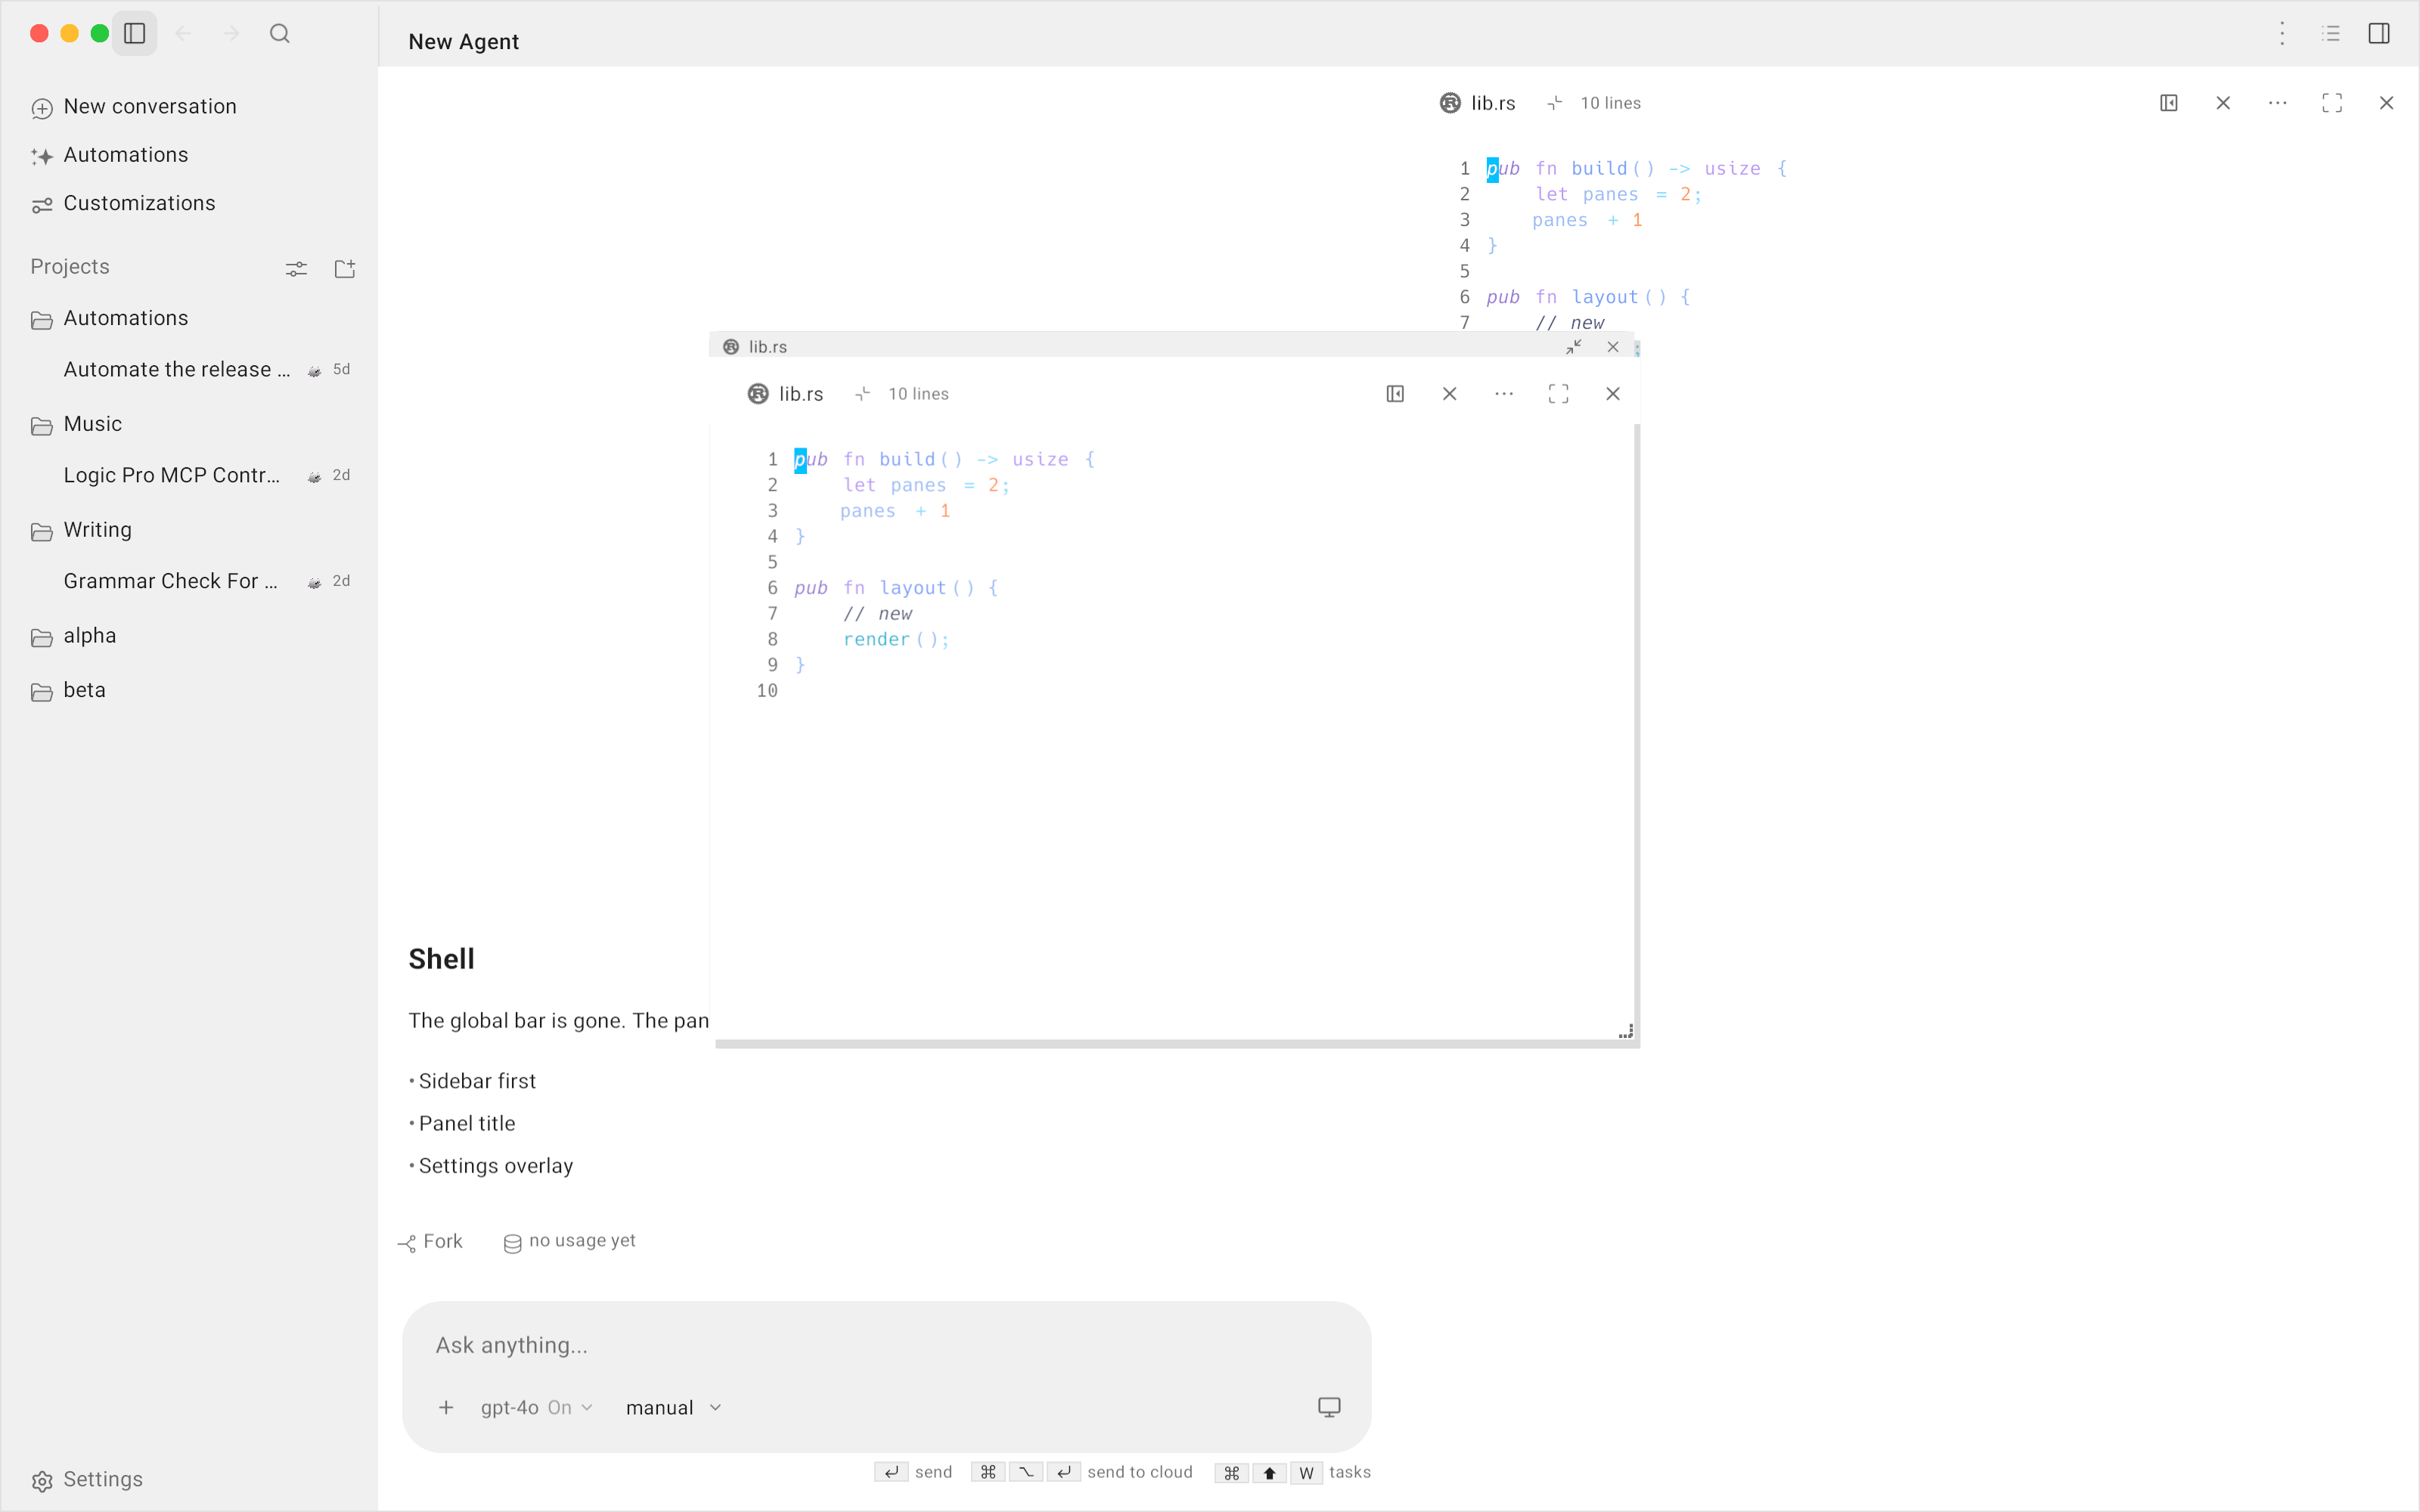 New Agent
New conversation
Automations
Customizations
Projects
Automations
Automate the release ... 5d
Music
Logic Pro MCP Contr... 2d
Writing
Grammar Check For ... 2d
alpha
beta
Settings
lib.rs 10 lines
1 pub fn build() -> usize {
2 let panes = 2;
3 panes + 1
4 }
5
6 pub fn layout() {
7 // new
lib.rs
lib.rs 10 lines
1 pub fn build() -> usize {
2 let panes = 2;
3 panes + 1
4 }
5
6 pub fn layout() {
7 // new
8 render();
9 }
10
Shell
The global bar is gone. The pan
• Sidebar first
• Panel title
• Settings overlay
Fork no usage yet
Ask anything...
gpt-4o On manual
send ⌘ ⌥ send to cloud ⌘ W tasks